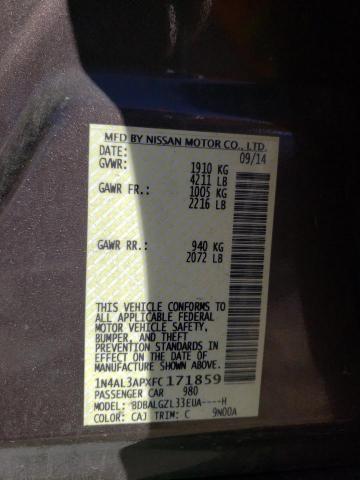 MFD BY NISSAN MOTOR CO., LTD.
DATE: 09/14
GVWR: 1910 KG
4211 LB
GAWR FR.: 1005 KG
2216 LB
GAWR RR.: 940 KG
2072 LB
THIS VEHICLE CONFORMS TO
ALL APPLICABLE FEDERAL
MOTOR VEHICLE SAFETY,
BUMPER, AND THEFT
PREVENTION STANDARDS IN
EFFECT ON THE DATE OF
MANUFACTURE SHOWN ABOVE.
1N4AL3APXFC171859
PASSENGER CAR 980
MODEL: BDBALGZL33EUA----H
COLOR: CAJ TRIM: C 9N00A